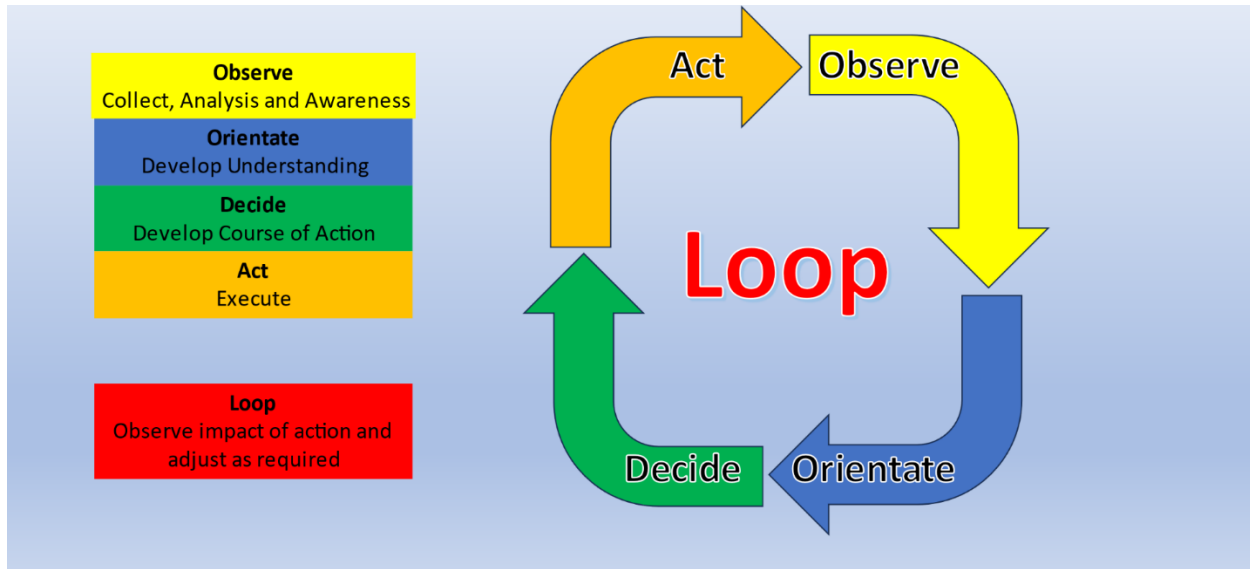 Observe
Collect, Analysis and Awareness
Orientate
Develop Understanding
Decide
Develop Course of Action
Act
Execute
Loop
Observe impact of action and
adjust as required
Act
Observe
Loop
Decide
Orientate